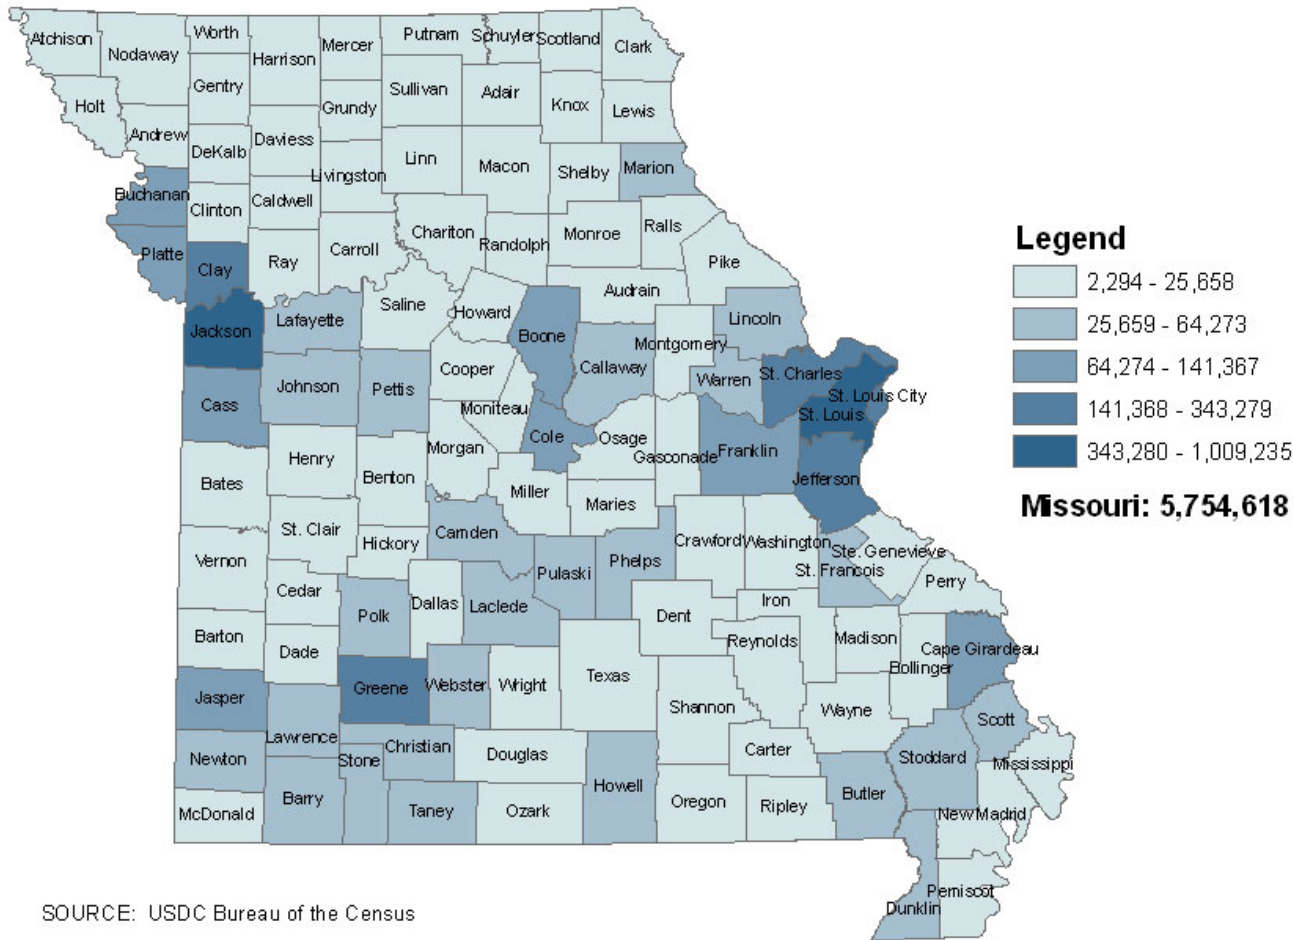 Atchison
Nodaway
Worth
Harrison
Mercer
Putnam
Schuyler
Scotland
Clark
Holt
Gentry
Grundy
Sullivan
Adair
Knox
Lewis
Andrew
DeKalb
Daviess
Livingston
Linn
Macon
Shelby
Marion
Buchanan
Clinton
Caldwell
Chariton
Randolph
Monroe
Ralls
Platte
Clay
Ray
Carroll
Pike
Legend
Saline
Howard
Audrain
2,294 - 25,658
Jackson
Lafayette
Boone
Lincoln
25,659 - 64,273
Montgomery
Cooper
Callaway
64,274 - 141,367
Johnson
Pettis
Warren
St. Charles
Cass
Moniteau
St. Louis City
141,368 - 343,279
St. Louis
Cole
Osage
343,280 - 1,009,235
Henry
Morgan
Gasconade
Franklin
Bates
Benton
Miller
Maries
Jefferson
Missouri: 5,754,618
St. Clair
Hickory
Camden
Crawford
Washington
Ste. Genevieve
Vernon
Pulaski
Phelps
St. Francois
Perry
Cedar
Polk
Dallas
Laclede
Dent
Iron
Barton
Dade
Reynolds
Madison
Cape Girardeau
Bollinger
Jasper
Greene
Webster
Wright
Texas
Shannon
Wayne
Scott
Newton
Lawrence
Stone
Christian
Douglas
Carter
Stoddard
Mississippi
McDonald
Barry
Taney
Ozark
Howell
Oregon
Ripley
Butler
New Madrid
Pemiscot
Dunklin
SOURCE: USDC Bureau of the Census